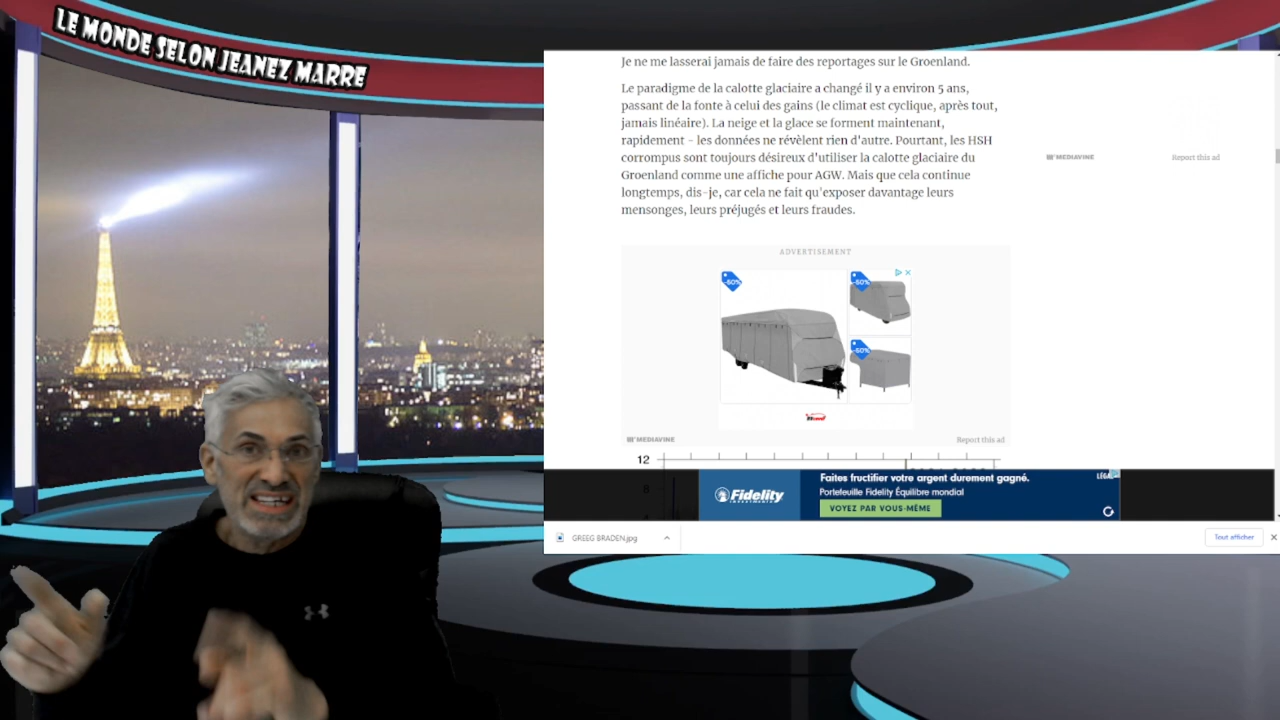 LE MONDE SELON JEANEZ MARRE
Je ne me lasserai jamais de faire des reportages sur le Groenland.
Le paradigme de la calotte glaciaire a changé il y a environ 5 ans,
passant de la fonte à celui des gains (le climat est cyclique, après tout,
jamais linéaire). La neige et la glace se forment maintenant,
rapidement - les données ne révèlent rien d'autre. Pourtant, les HSH
corrompus sont toujours désireux d'utiliser la calotte glaciaire du
Groenland comme une affiche pour AGW. Mais que cela continue
longtemps, dis-je, car cela ne fait qu'exposer davantage leurs
mensonges, leurs préjugés et leurs fraudes.
MEDIAVINE
Report this ad
ADVERTISEMENT
-50%
-50%
MEDIAVINE
Report this ad
12
8
Fidelity
INVESTMENTS
Faites fructifier votre argent durement gagné.
Portefeuille Fidelity Équilibre mondial
VOYEZ PAR VOUS-MÊME
LÉGAL
GREEG BRADEN.jpg
Tout afficher